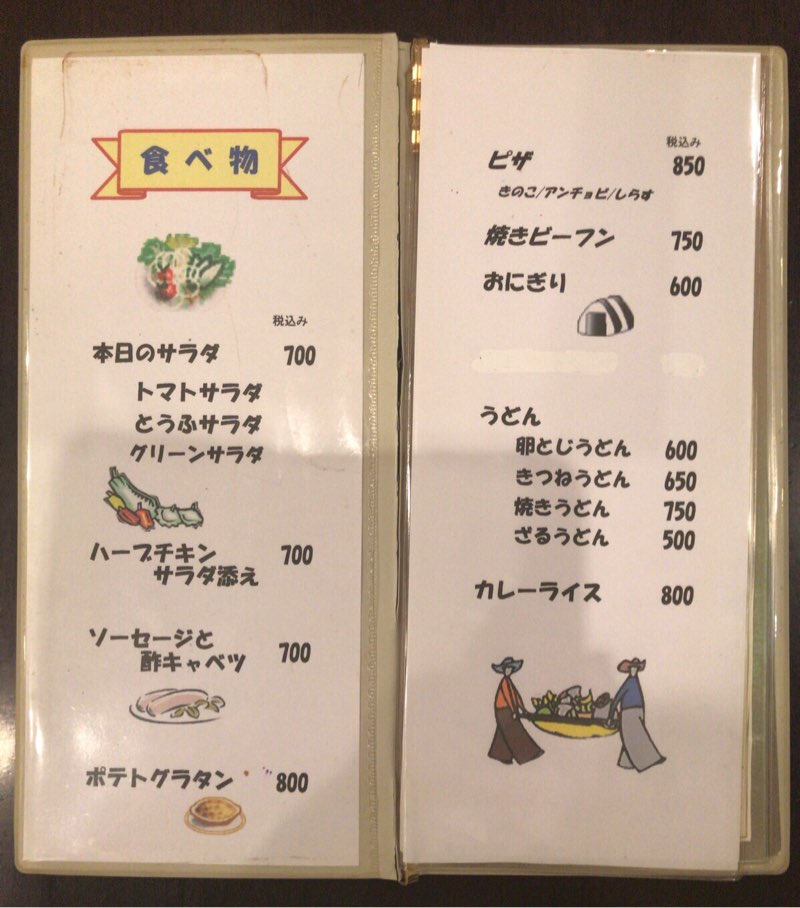 食べ物
税込み
本日のサラダ 700
トマトサラダ
とうふサラダ
グリーンサラダ
ハーブチキン
サラダ添え 700
ソーセージと
酢キャベツ 700
ポテトグラタン 800
税込み
ピザ 850
きのこ/アンチョビ/しらす
焼きビーフン 750
おにぎり 600
うどん
卵とじうどん 600
きつねうどん 650
焼きうどん 750
ざるうどん 500
カレーライス 800